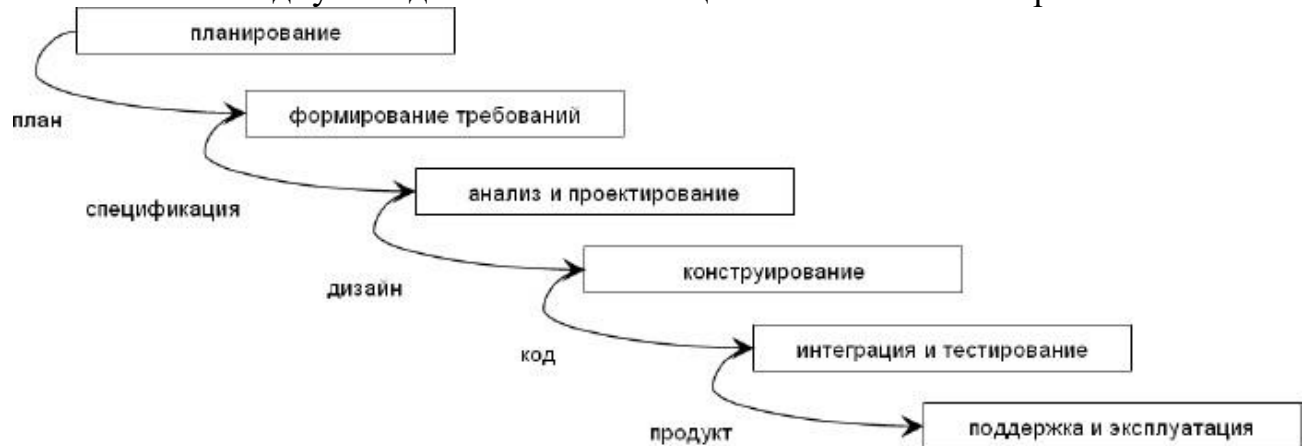 планирование
план
формирование требований
спецификация
анализ и проектирование
дизайн
конструирование
код
интеграция и тестирование
продукт
поддержка и эксплуатация